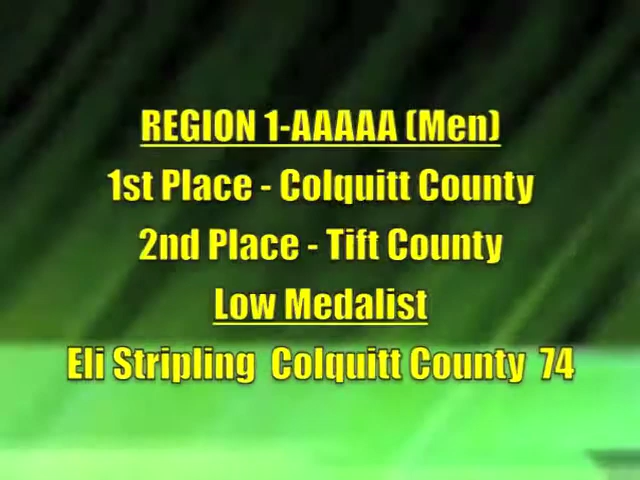 REGION 1-AAAAA (Men)
1st Place - Colquitt County
2nd Place - Tift County
Low Medalist
Eli Stripling  Colquitt County  74